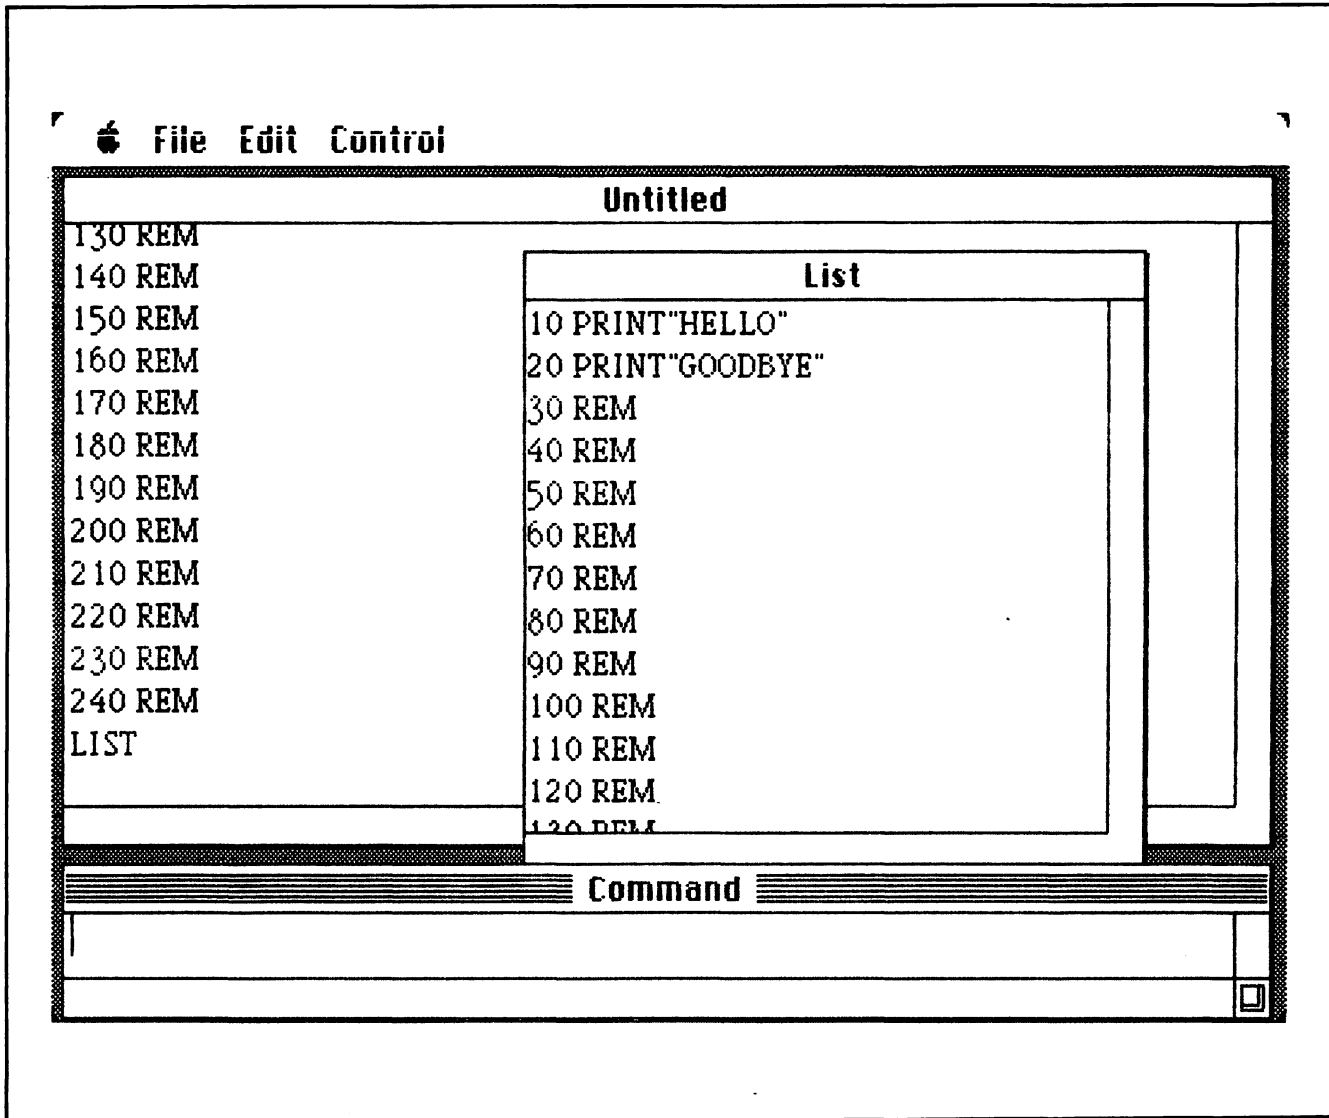 File Edit Control
Untitled
130 REM
140 REM
150 REM
160 REM
170 REM
180 REM
190 REM
200 REM
210 REM
220 REM
230 REM
240 REM
LIST
List
10 PRINT"HELLO"
20 PRINT"GOODBYE"
30 REM
40 REM
50 REM
60 REM
70 REM
80 REM
90 REM
100 REM
110 REM
120 REM
130 REM
Command